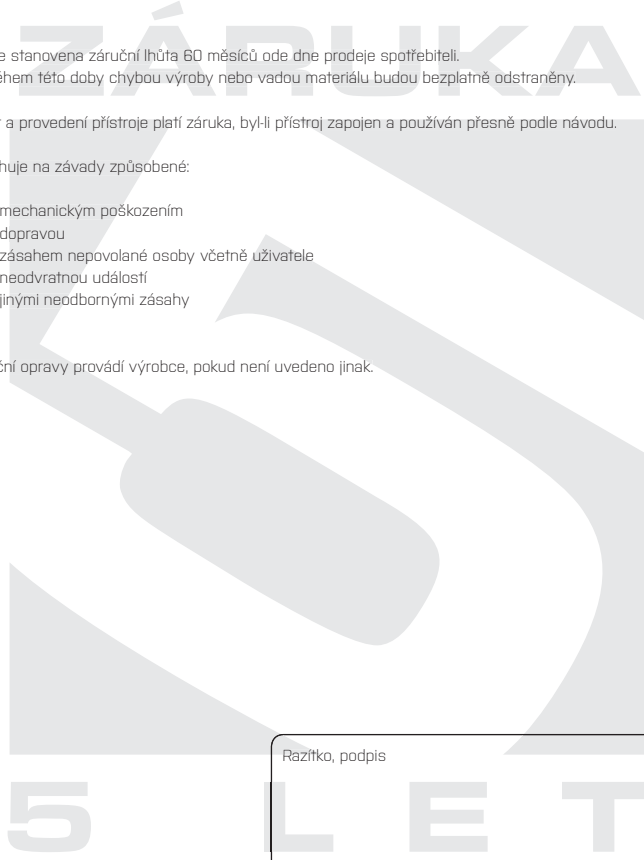 ZÁRUKA
e stanovena záruční lhůta 60 měsíců ode dne prodeje spotřebiteli.
ěhem této doby chybou výroby nebo vadou materiálu budou bezplatně odstraněny.
a provedení přístroje platí záruka, byl-li přístroj zapojen a používán přesně podle návodu.
huje na závady způsobené:
mechanickým poškozením
dopravou
zásahem nepovolané osoby včetně uživatele
neodvratnou událostí
jinými neodbornými zásahy
ční opravy provádí výrobce, pokud není uvedeno jinak.
Razítko, podpis
5 LET